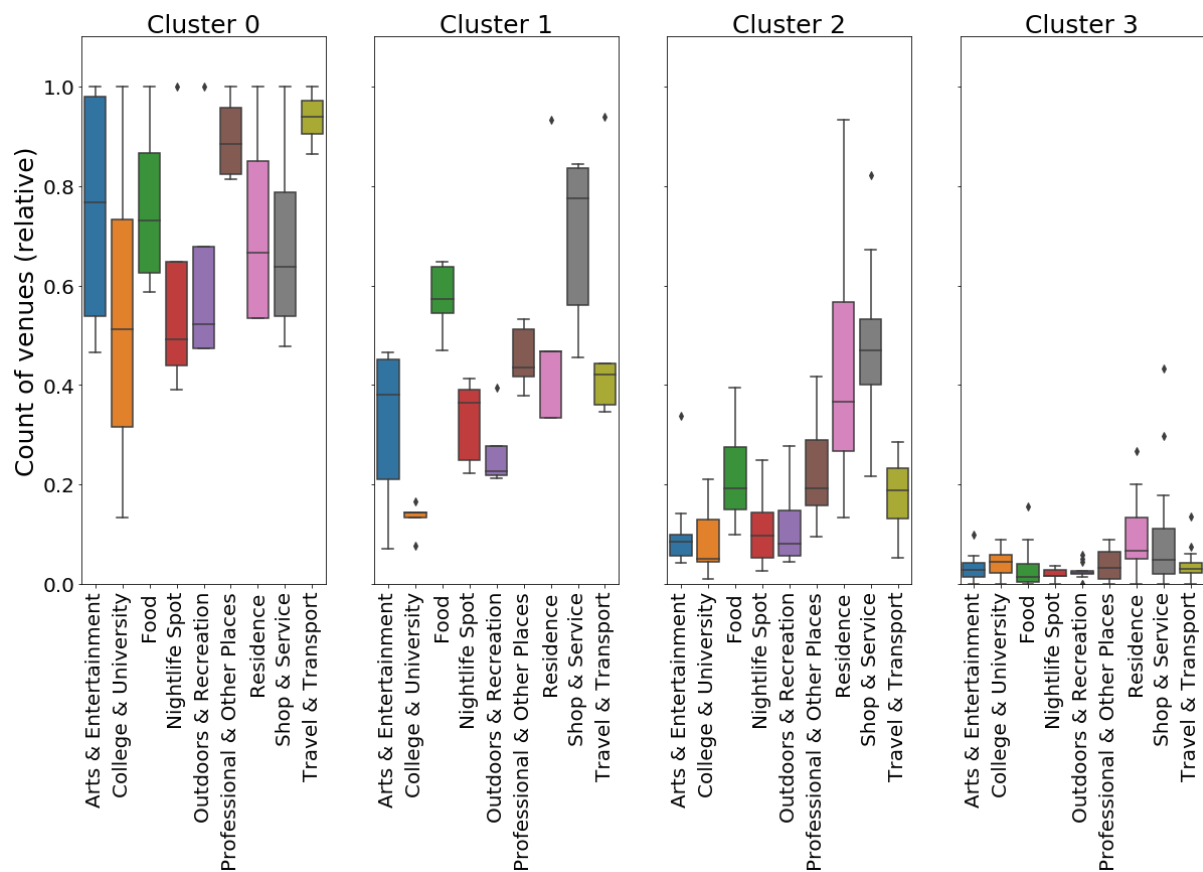 Cluster 0
Cluster 1
Cluster 2
Cluster 3
Count of venues (relative)
1.0
0.8
0.6
0.4
0.2
0.0
Arts & Entertainment
College & University
Food
Nightlife Spot
Outdoors & Recreation
Professional & Other Places
Residence
Shop & Service
Travel & Transport
Arts & Entertainment
College & University
Food
Nightlife Spot
Outdoors & Recreation
Professional & Other Places
Residence
Shop & Service
Travel & Transport
Arts & Entertainment
College & University
Food
Nightlife Spot
Outdoors & Recreation
Professional & Other Places
Residence
Shop & Service
Travel & Transport
Arts & Entertainment
College & University
Food
Nightlife Spot
Outdoors & Recreation
Professional & Other Places
Residence
Shop & Service
Travel & Transport